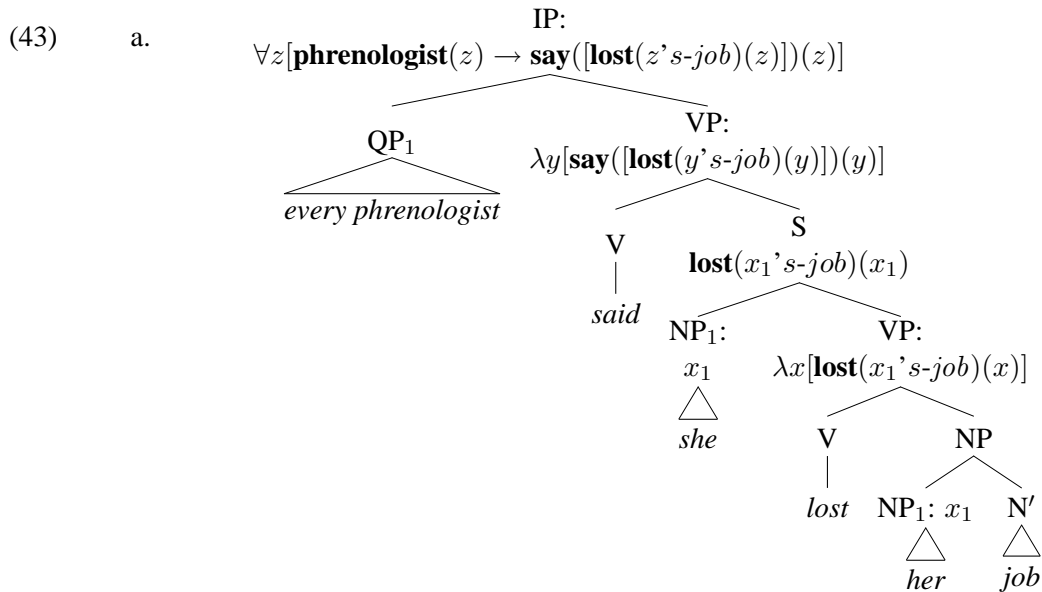 (43) a.
IP:
∀z[phrenologist(z) → say([lost(z's-job)(z)])(z)]
QP₁
every phrenologist
VP:
λy[say([lost(y's-job)(y)])(y)]
V
said
S
lost(x₁'s-job)(x₁)
NP₁:
x₁
she
VP:
λx[lost(x₁'s-job)(x)]
V
lost
NP
NP₁: x₁
her
N′
job